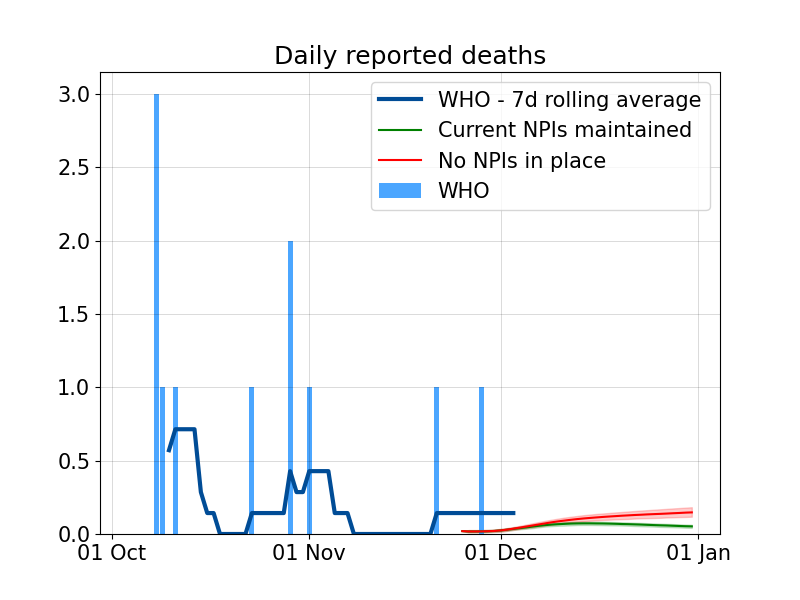 Daily reported deaths
WHO - 7d rolling average
Current NPIs maintained
No NPIs in place
WHO
3.0
2.5
2.0
1.5
1.0
0.5
0.0
01 Oct
01 Nov
01 Dec
01 Jan